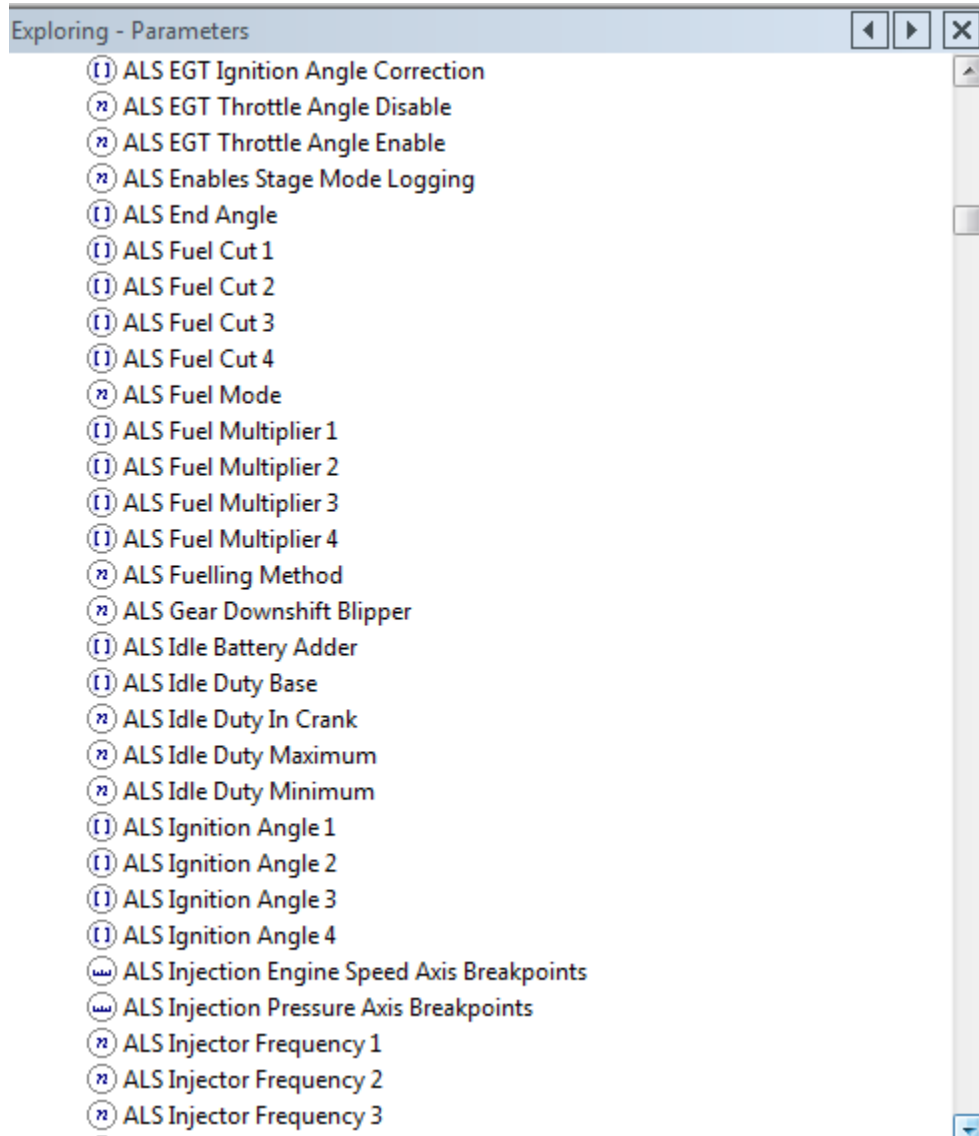 Exploring - Parameters
ALS EGT Ignition Angle Correction
ALS EGT Throttle Angle Disable
ALS EGT Throttle Angle Enable
ALS Enables Stage Mode Logging
ALS End Angle
ALS Fuel Cut 1
ALS Fuel Cut 2
ALS Fuel Cut 3
ALS Fuel Cut 4
ALS Fuel Mode
ALS Fuel Multiplier 1
ALS Fuel Multiplier 2
ALS Fuel Multiplier 3
ALS Fuel Multiplier 4
ALS Fuelling Method
ALS Gear Downshift Blipper
ALS Idle Battery Adder
ALS Idle Duty Base
ALS Idle Duty In Crank
ALS Idle Duty Maximum
ALS Idle Duty Minimum
ALS Ignition Angle 1
ALS Ignition Angle 2
ALS Ignition Angle 3
ALS Ignition Angle 4
ALS Injection Engine Speed Axis Breakpoints
ALS Injection Pressure Axis Breakpoints
ALS Injector Frequency 1
ALS Injector Frequency 2
ALS Injector Frequency 3